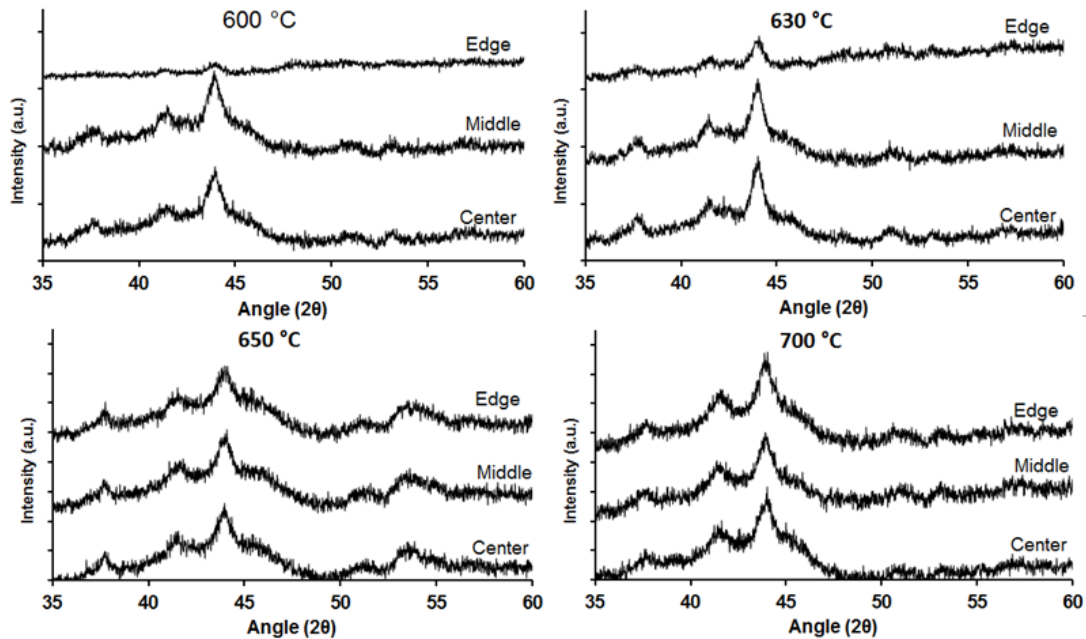 600 °C
Edge
Middle
Center
Intensity (a.u.)
35 40 45 50 55 60
Angle (2θ)
630 °C
Edge
Middle
Center
Intensity (a.u.)
35 40 45 50 55 60
Angle (2θ)
650 °C
Edge
Middle
Center
Intensity (a.u.)
35 40 45 50 55 60
Angle (2θ)
700 °C
Edge
Middle
Center
Intensity (a.u.)
35 40 45 50 55 60
Angle (2θ)